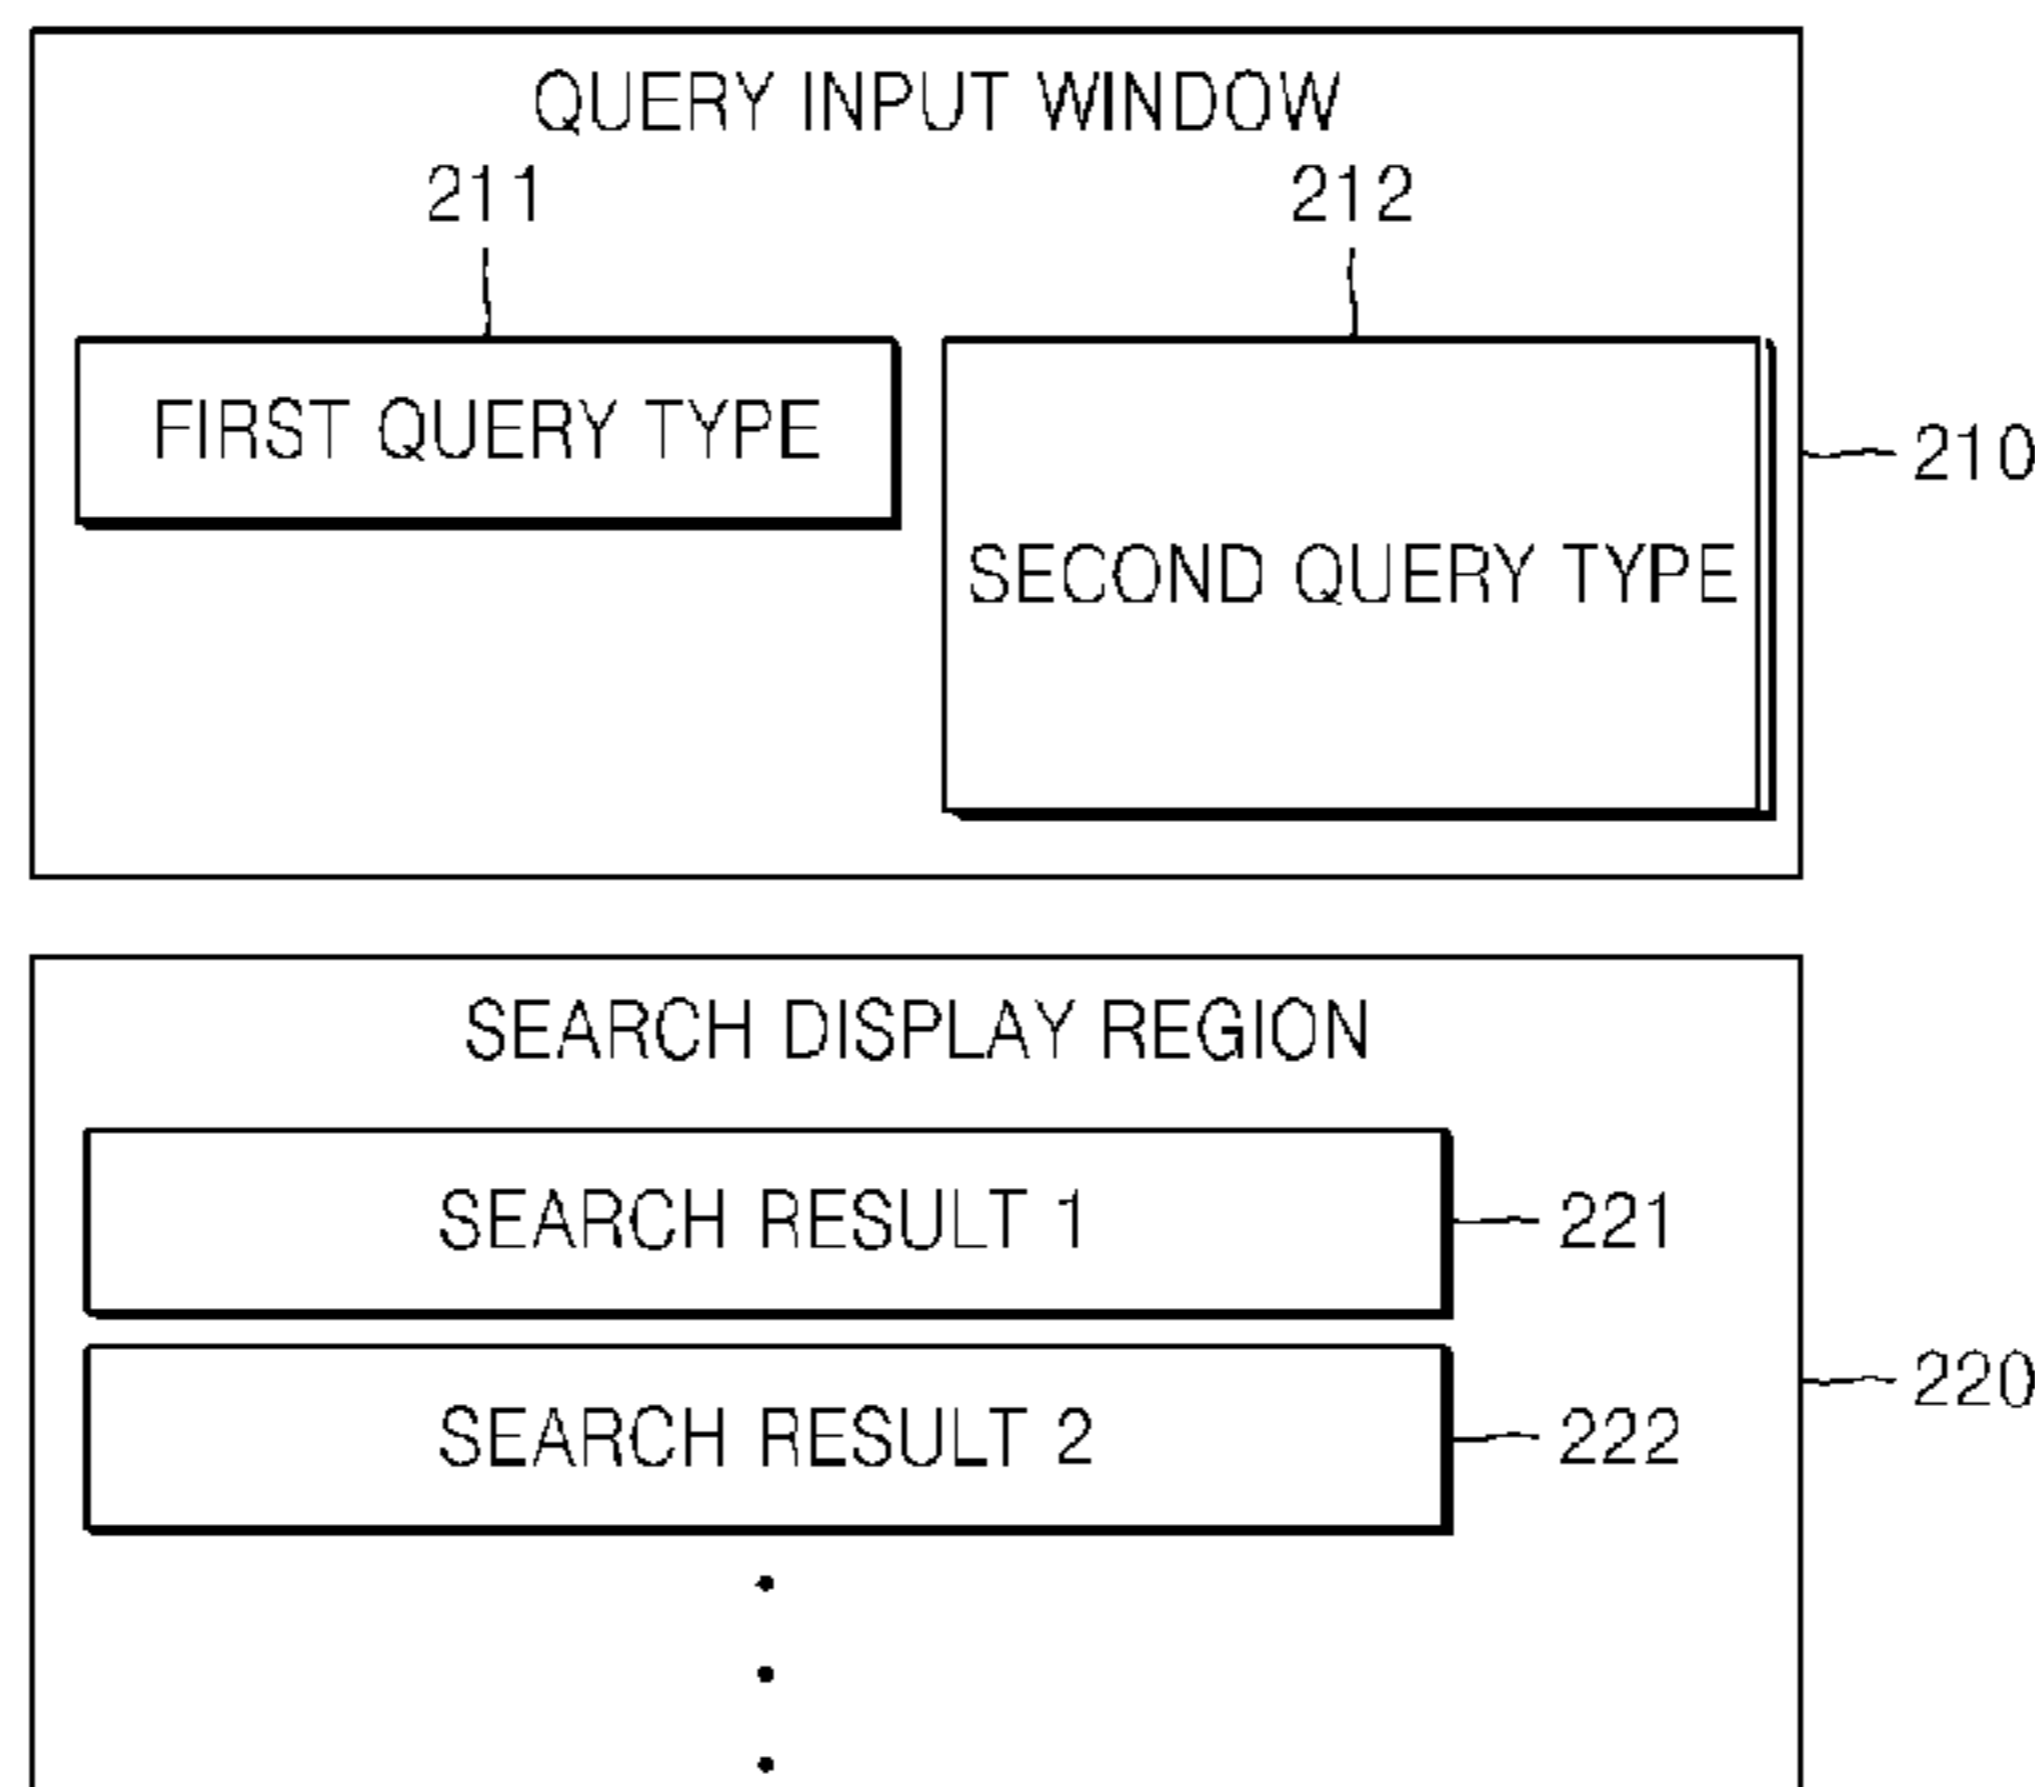 QUERY INPUT WINDOW
211 212
FIRST QUERY TYPE
210
SECOND QUERY TYPE
SEARCH DISPLAY REGION
SEARCH RESULT 1
221
220
SEARCH RESULT 2
222